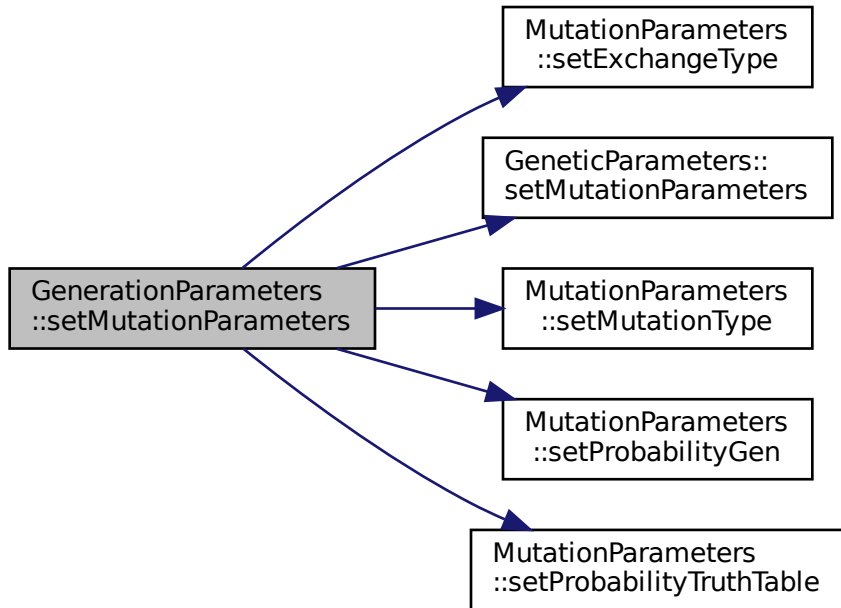 MutationParameters
::setExchangeType
GeneticParameters::
setMutationParameters
GenerationParameters
::setMutationParameters
MutationParameters
::setMutationType
MutationParameters
::setProbabilityGen
MutationParameters
::setProbabilityTruthTable